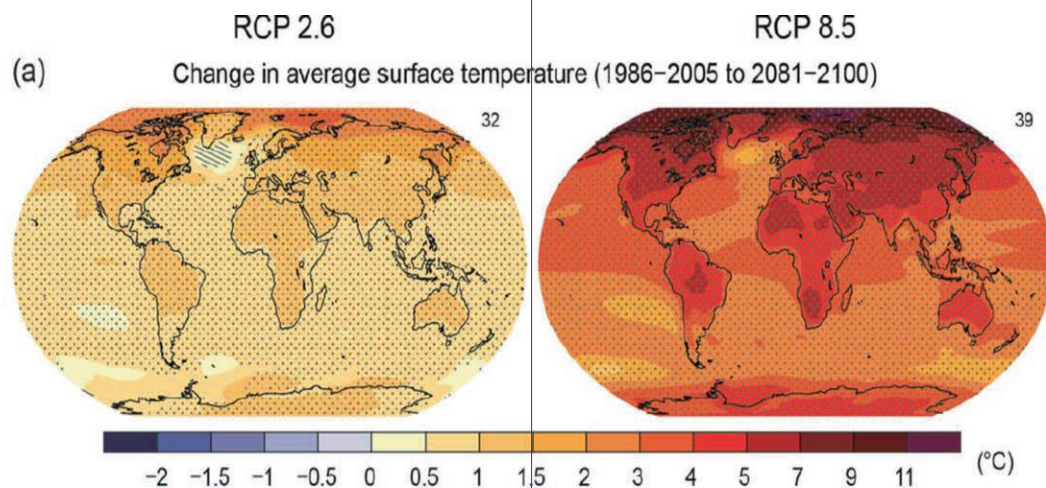 RCP 2.6 RCP 8.5
(a) Change in average surface temperature (1986−2005 to 2081−2100)
32 39
−2 −1.5 −1 −0.5 0 0.5 1 1.5 2 3 4 5 7 9 11 (°C)